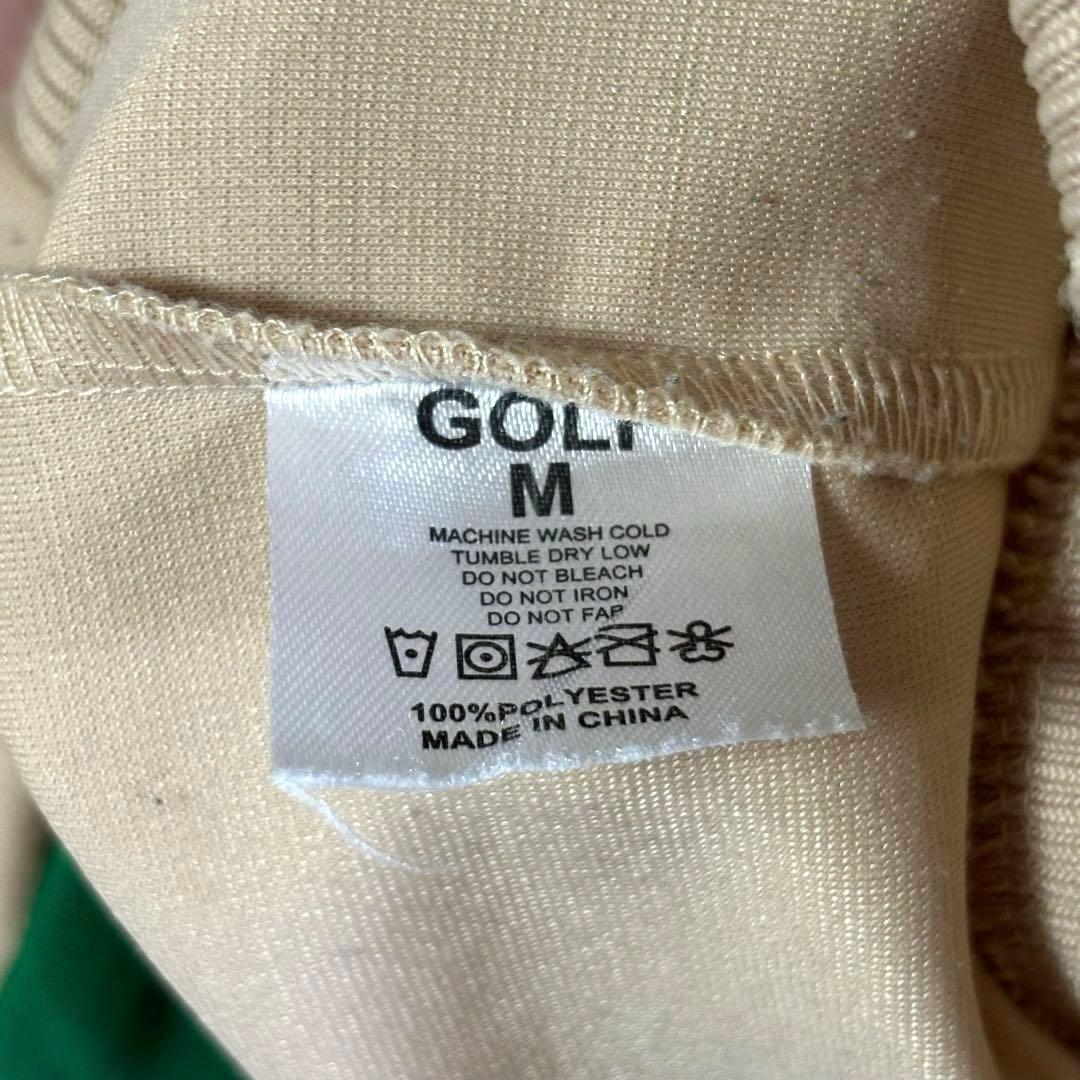 GOLF
M
MACHINE WASH COLD
TUMBLE DRY LOW
DO NOT BLEACH
DO NOT IRON
DO NOT FAP
100%POLYESTER
MADE IN CHINA